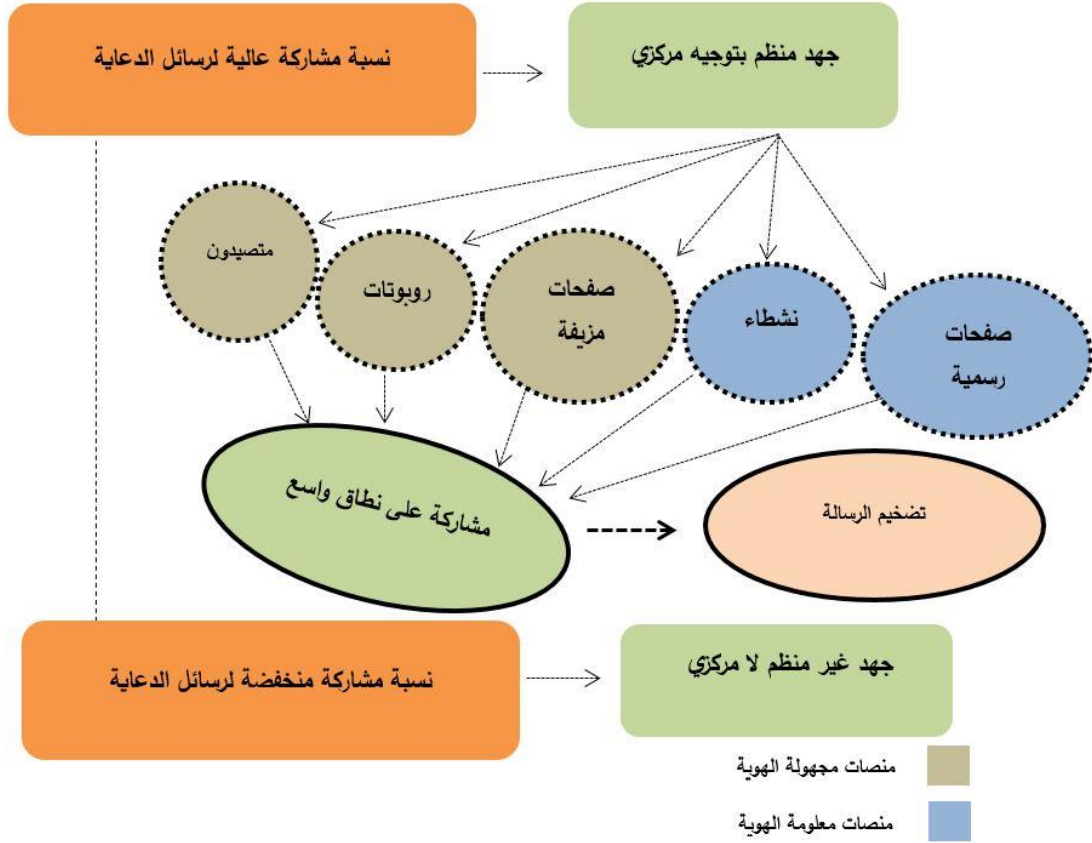 جهد منظم بتوجيه مركزي
نسبة مشاركة عالية لرسائل الدعاية
متصيدون
روبوتات
صفحات
مزيفة
نشطاء
صفحات
رسمية
مشاركة على نطاق واسع
تضخيم الرسالة
جهد غير منظم لا مركزي
نسبة مشاركة منخفضة لرسائل الدعاية
منصات مجهولة الهوية
منصات معلومة الهوية